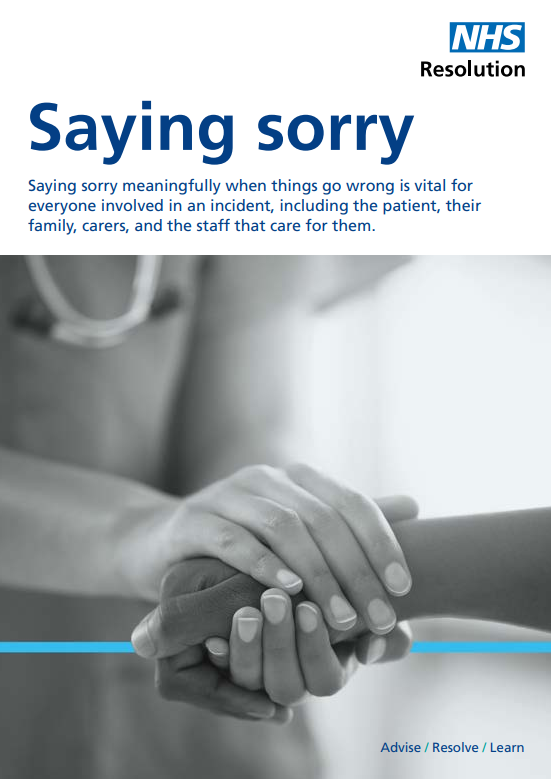 NHS
Resolution
Saying sorry
Saying sorry meaningfully when things go wrong is vital for
everyone involved in an incident, including the patient, their
family, carers, and the staff that care for them.
Advise / Resolve / Learn